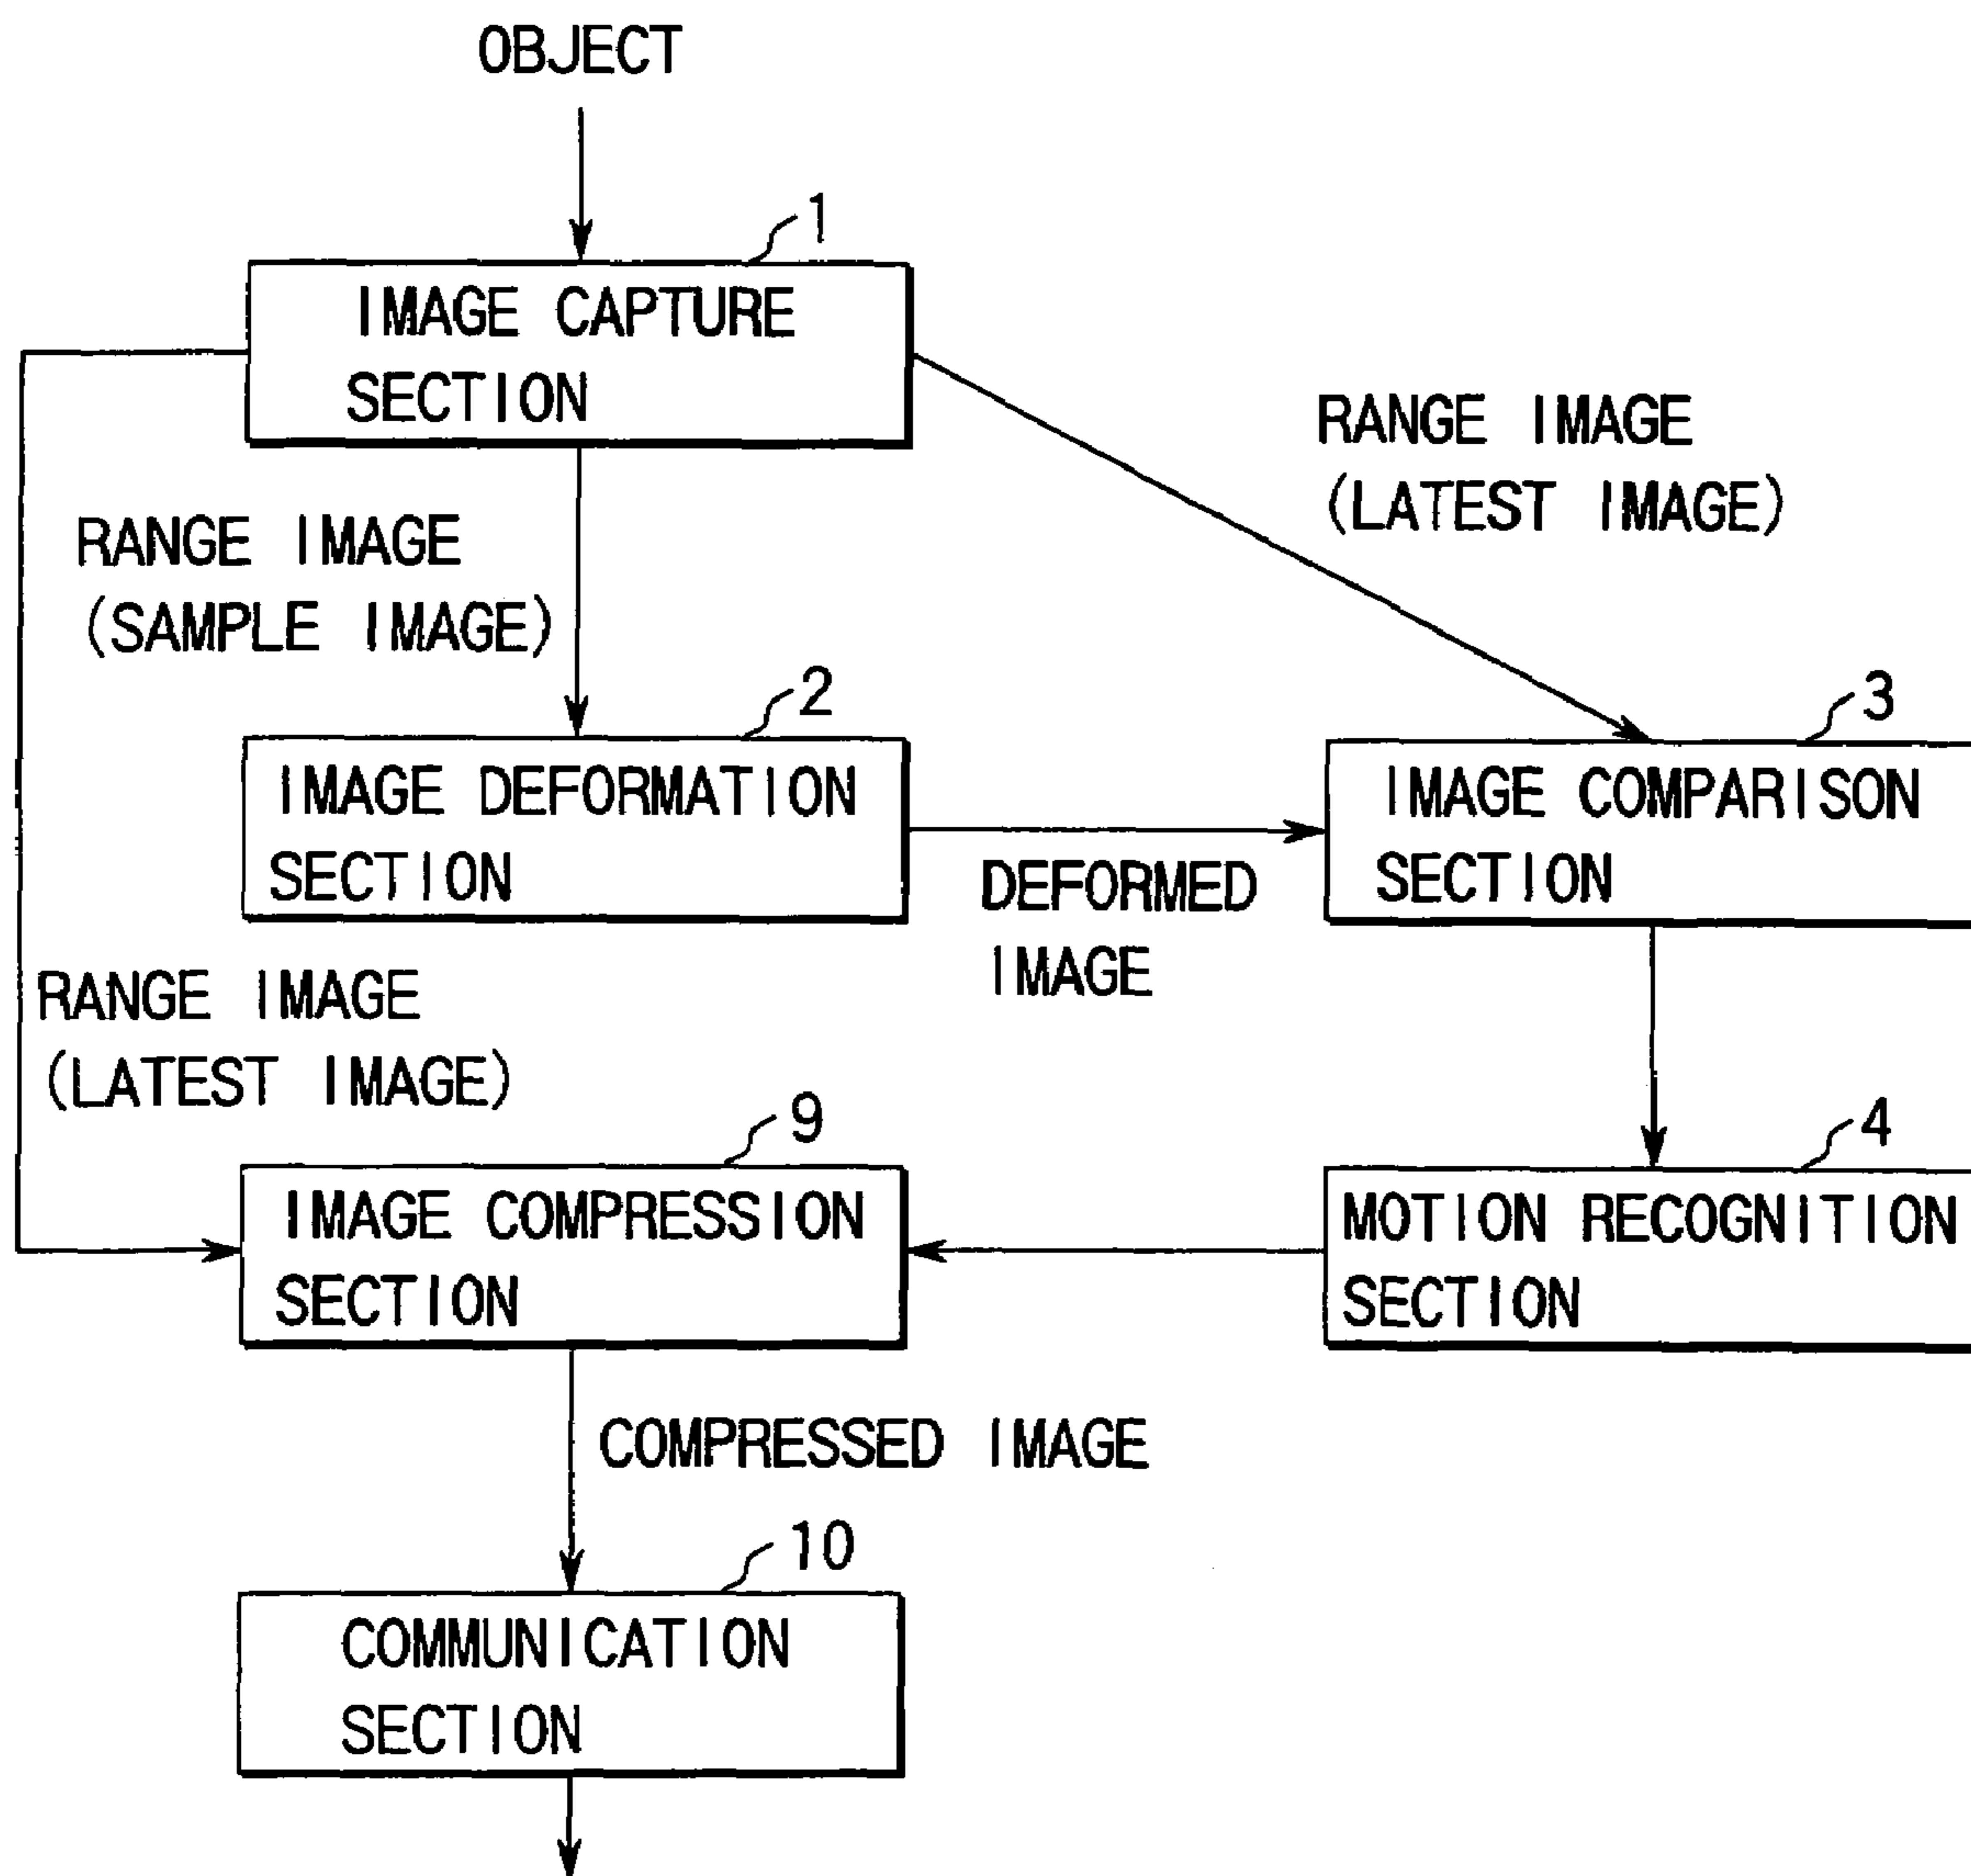 OBJECT
1
IMAGE CAPTURE
SECTION
RANGE IMAGE
(LATEST IMAGE)
RANGE IMAGE
(SAMPLE IMAGE)
2
IMAGE DEFORMATION
SECTION
3
IMAGE COMPARISON
SECTION
DEFORMED
IMAGE
RANGE IMAGE
(LATEST IMAGE)
9
IMAGE COMPRESSION
SECTION
4
MOTION RECOGNITION
SECTION
COMPRESSED IMAGE
10
COMMUNICATION
SECTION